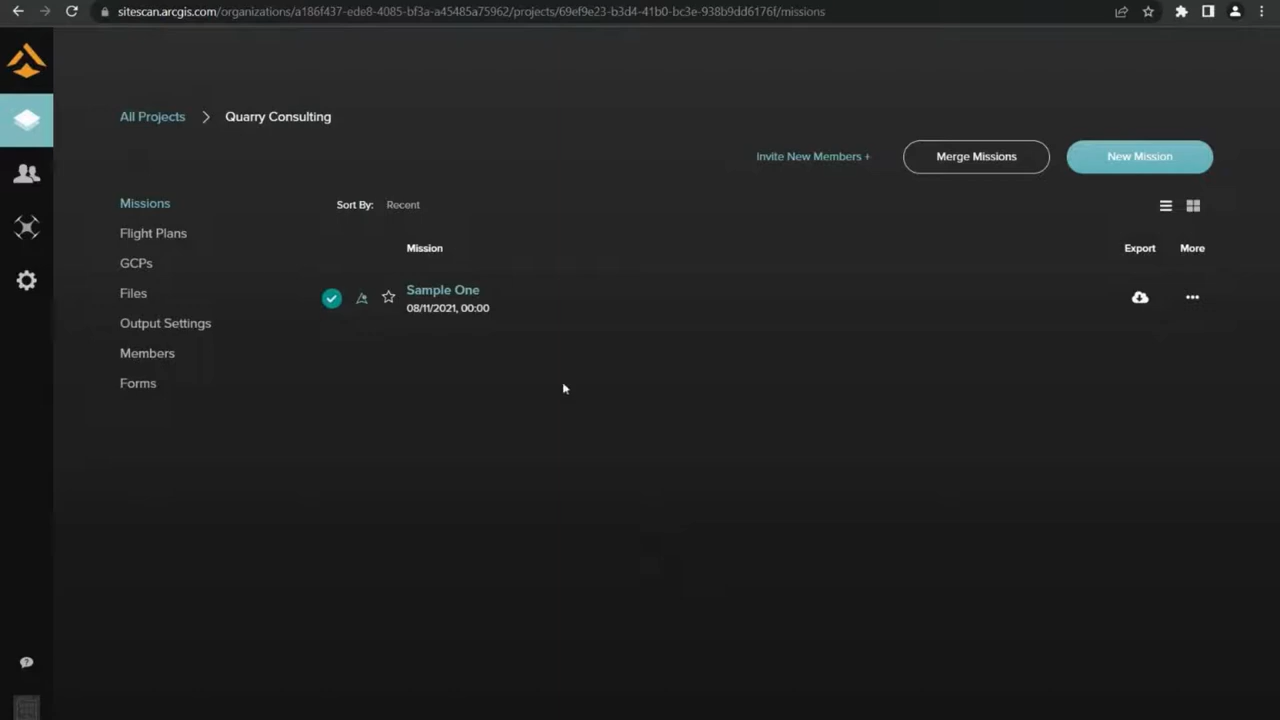 sitescan.arcgis.com/organizations/a186f437-ede8-4085-bf3a-a45485a75962/projects/69ef9e23-b3d4-41b0-bc3e-938b9dd6176f/missions
All Projects > Quarry Consulting
Invite New Members +
Merge Missions
New Mission
Missions
Flight Plans
GCPs
Files
Output Settings
Members
Forms
Sort By: Recent
Mission
Export
More
Sample One
08/11/2021, 00:00